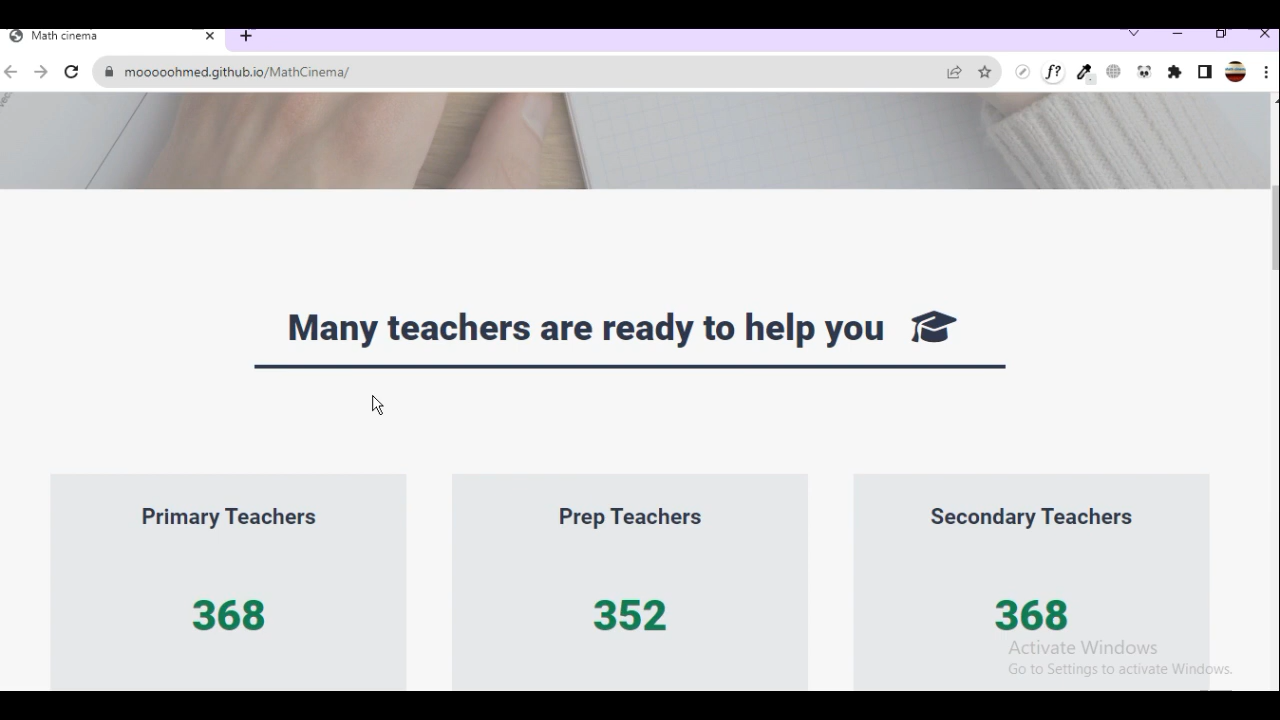 Math cinema
mooooohmed.github.io/MathCinema/
f?
Many teachers are ready to help you
Primary Teachers
Prep Teachers
Secondary Teachers
368
352
368
Activate Windows
Go to Settings to activate Windows.